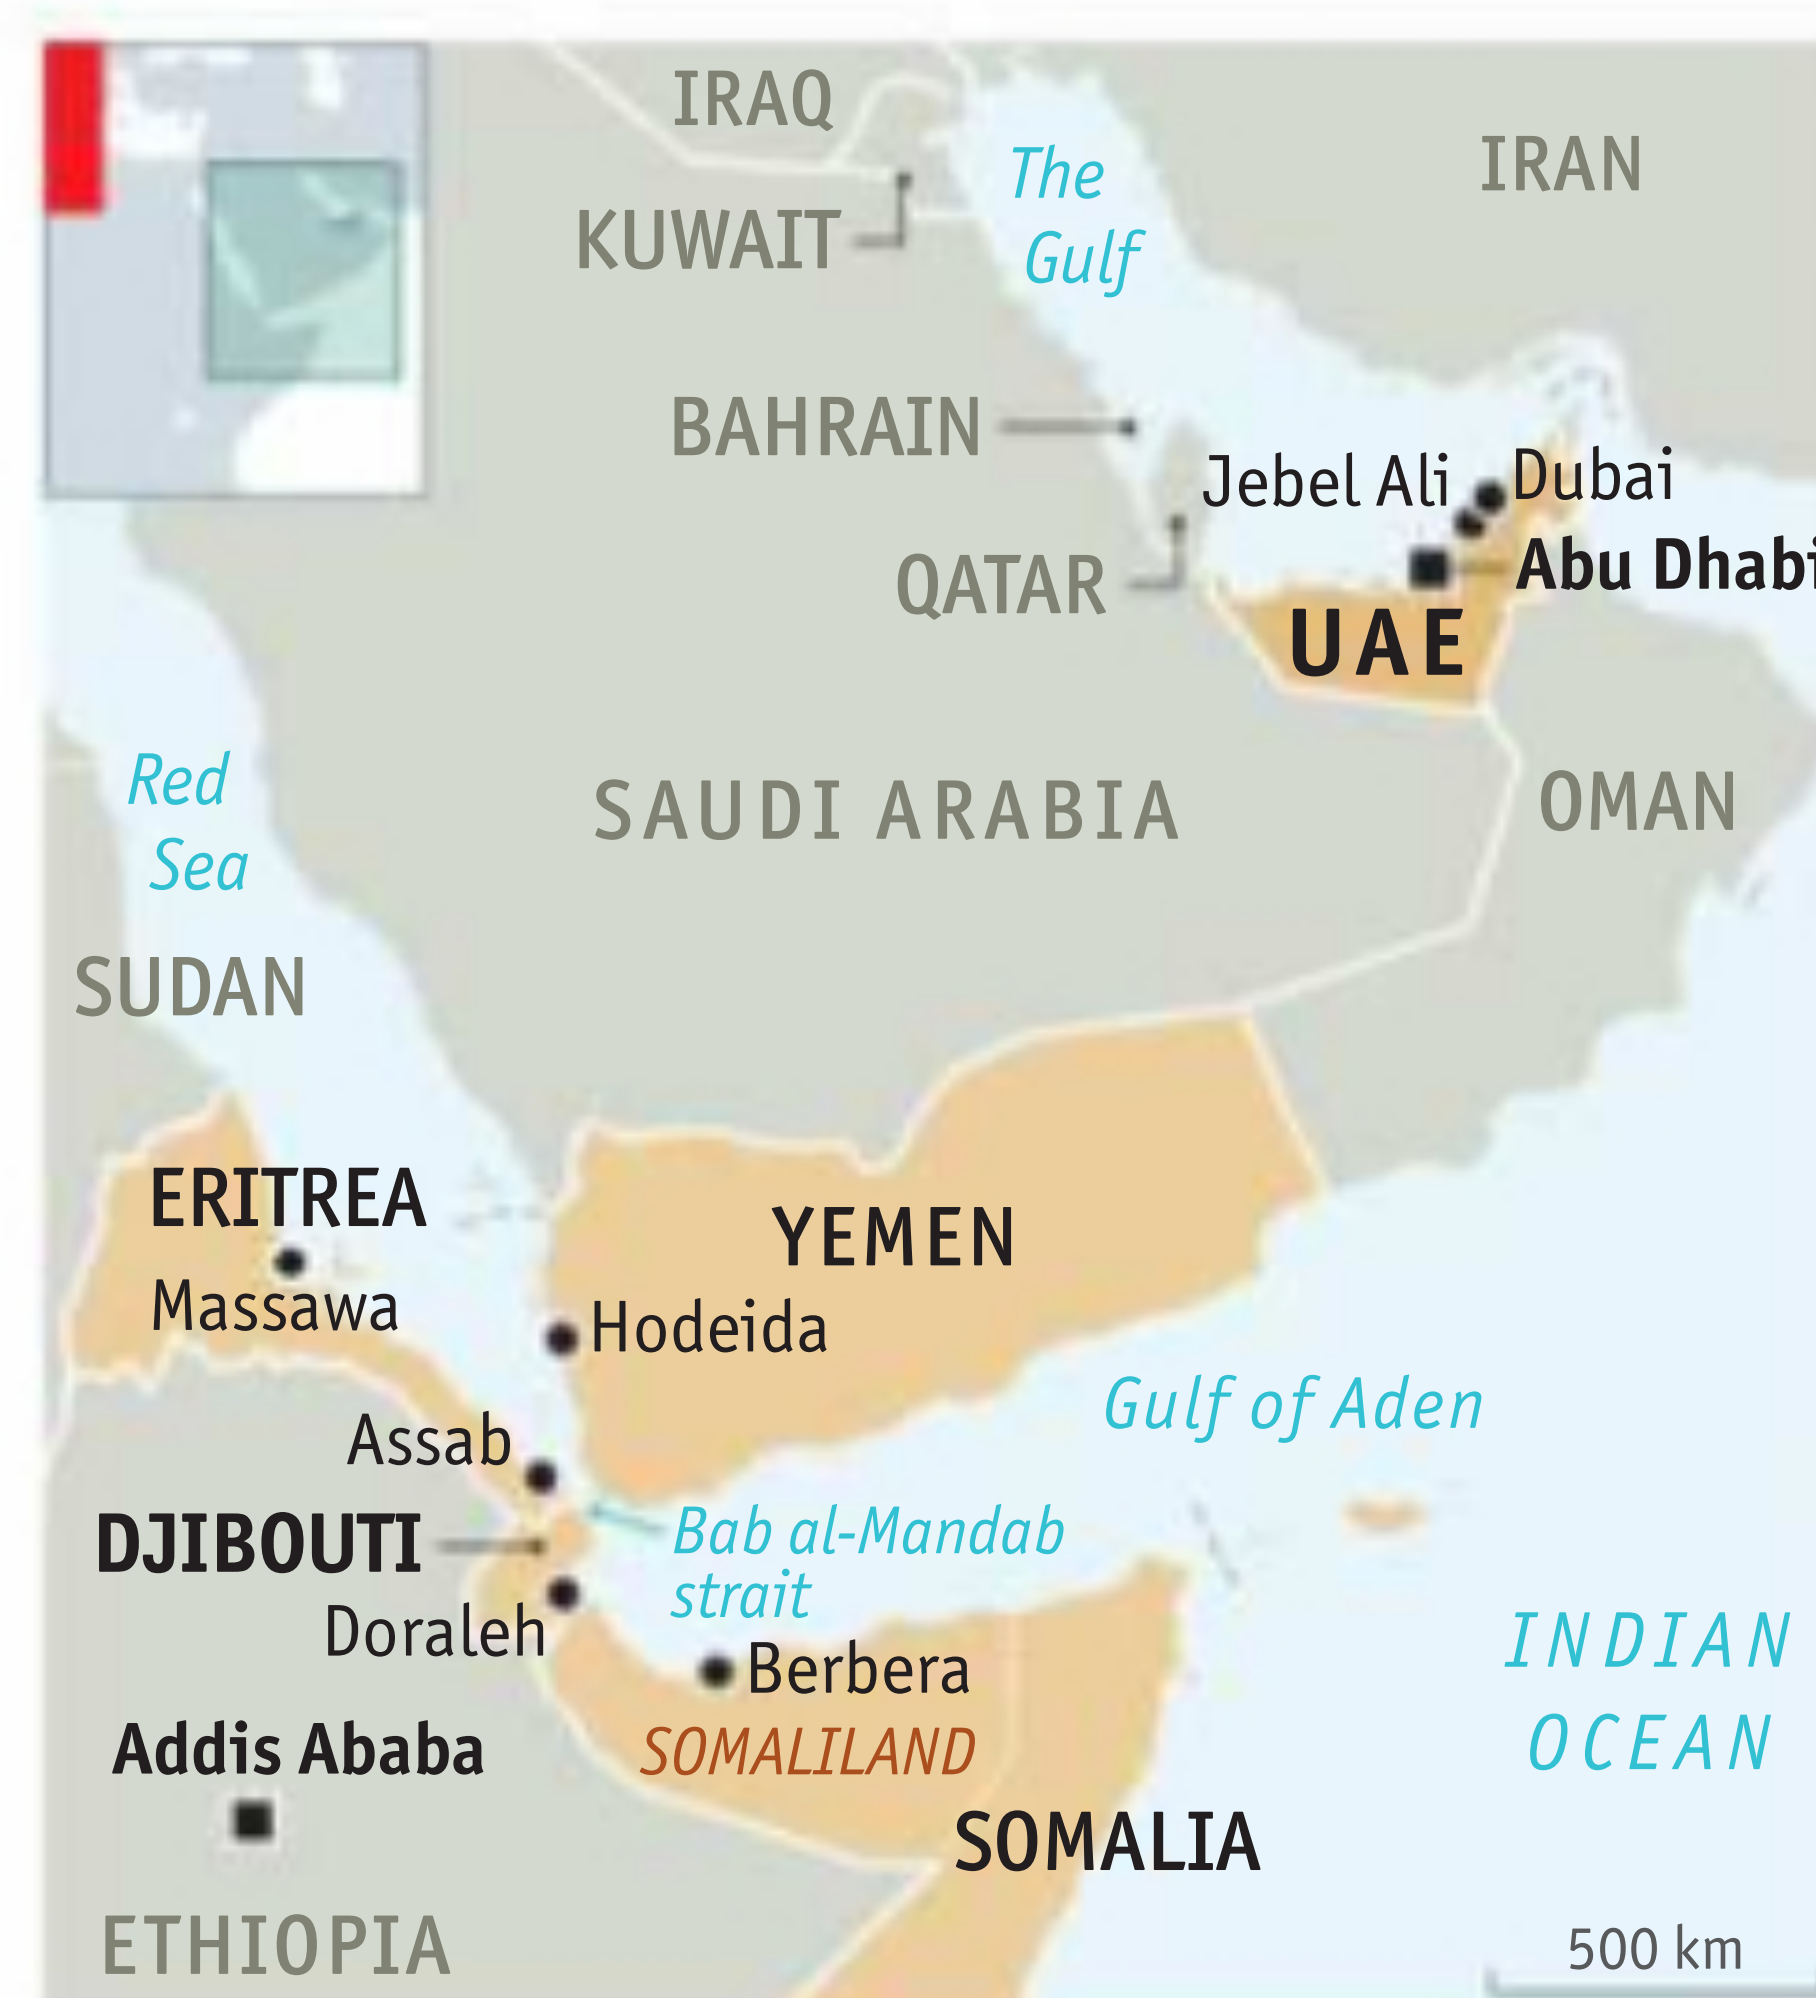 IRAQ
IRAN
The
Gulf
KUWAIT
BAHRAIN
Jebel Ali
Dubai
QATAR
Abu Dhabi
UAE
Red
Sea
SAUDI ARABIA
OMAN
SUDAN
ERITREA
Massawa
YEMEN
Hodeida
Gulf of Aden
Assab
DJIBOUTI
Bab al-Mandab
strait
Doraleh
Berbera
INDIAN
OCEAN
Addis Ababa
SOMALILAND
SOMALIA
ETHIOPIA
500 km